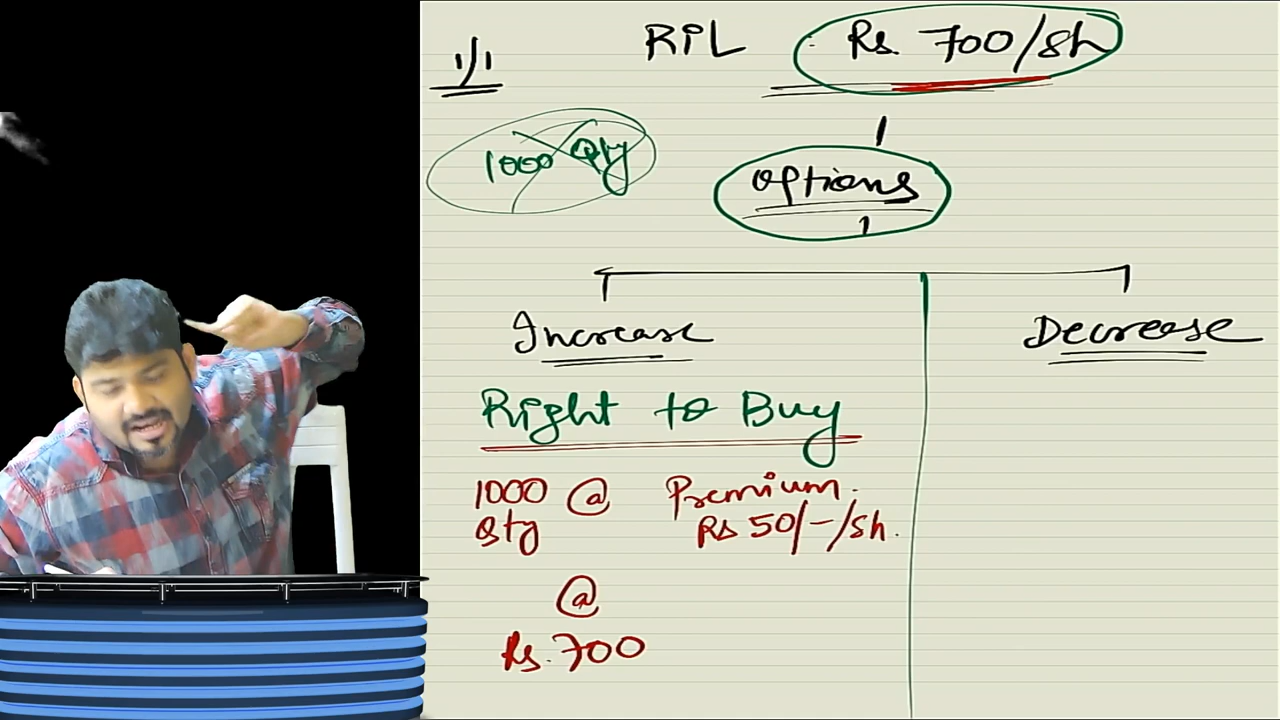 1/1
RIL Rs. 700/sh
1000 Qty
Options
Increase
Decrease
Right to Buy
1000 @ Premium.
Qty Rs 50/-/sh.
@
Rs. 700